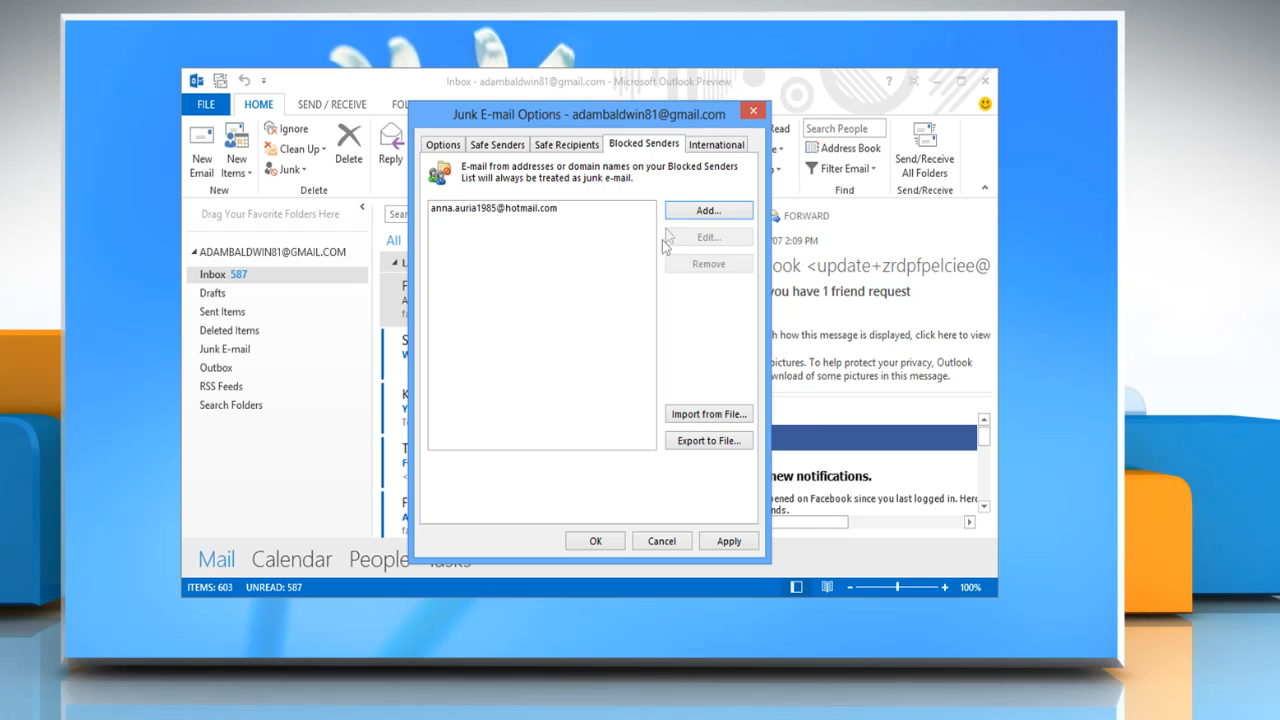 Inbox - adambaldwin81@gmail.com - Microsoft Outlook Preview
FILE
HOME
SEND / RECEIVE
New Email
New Items
New
Ignore
Clean Up
Junk
Delete
Delete
Reply
Search People
Address Book
Filter Email
Find
Send/Receive All Folders
Send/Receive
Junk E-mail Options - adambaldwin81@gmail.com
Options
Safe Senders
Safe Recipients
Blocked Senders
International
E-mail from addresses or domain names on your Blocked Senders
List will always be treated as junk e-mail.
anna.auria1985@hotmail.com
Add...
Edit...
Remove
Import from File...
Export to File...
OK
Cancel
Apply
Drag Your Favorite Folders Here
ADAMBALDWIN81@GMAIL.COM
Inbox 587
Drafts
Sent Items
Deleted Items
Junk E-mail
Outbox
RSS Feeds
Search Folders
All
FORWARD
07 2:09 PM
ook <update+zrdpfpelciee@
you have 1 friend request
h how this message is displayed, click here to view
pictures. To help protect your privacy, Outlook
wnload of some pictures in this message.
new notifications.
pened on Facebook since you last logged in. Here
nds.
Mail
Calendar
People
Tasks
ITEMS: 603
UNREAD: 587
100%